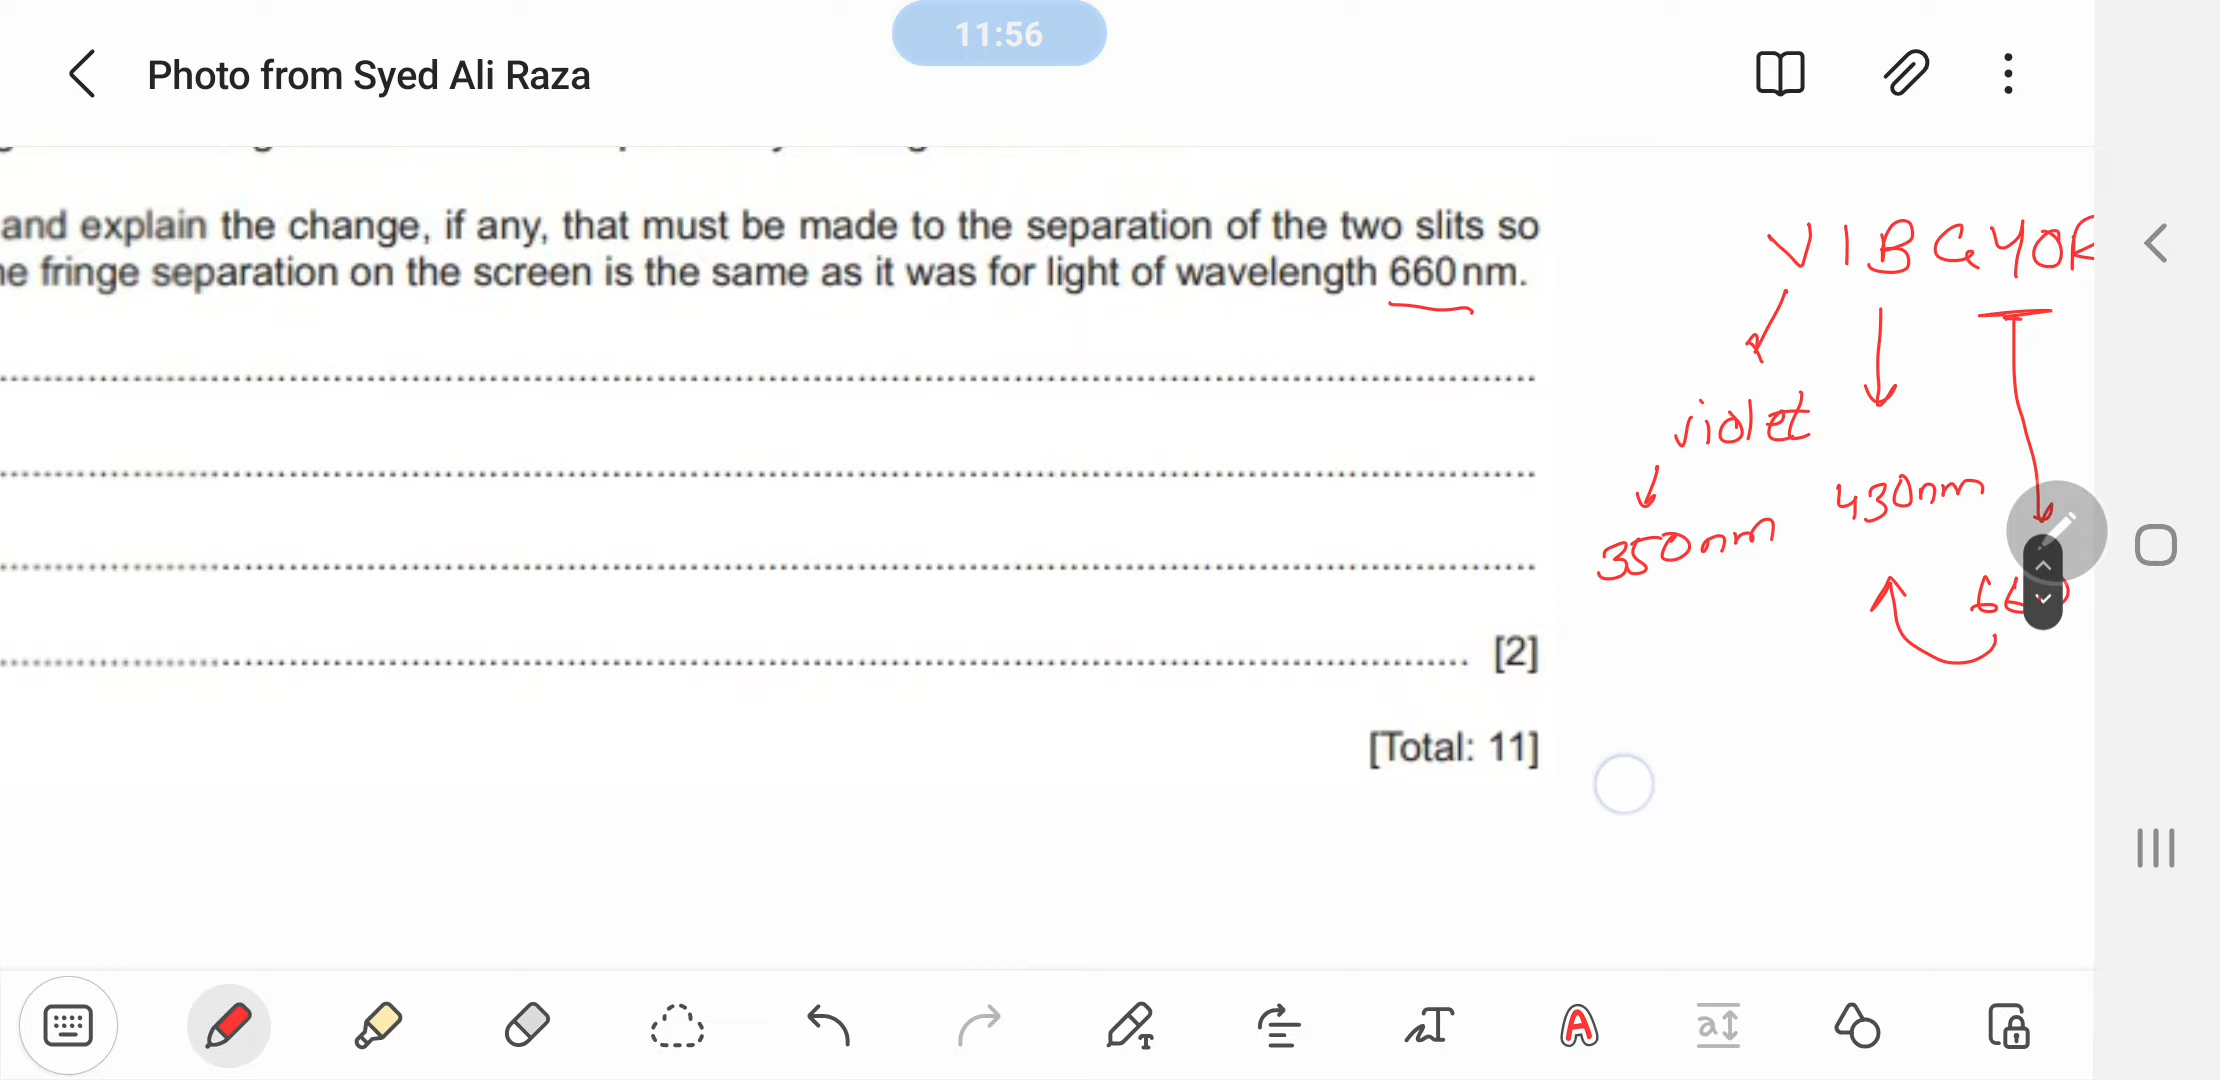 11:56
Photo from Syed Ali Raza
and explain the change, if any, that must be made to the separation of the two slits so
e fringe separation on the screen is the same as it was for light of wavelength 660 nm.
VIBGYOR
violet
430nm
350nm
[2]
[Total: 11]